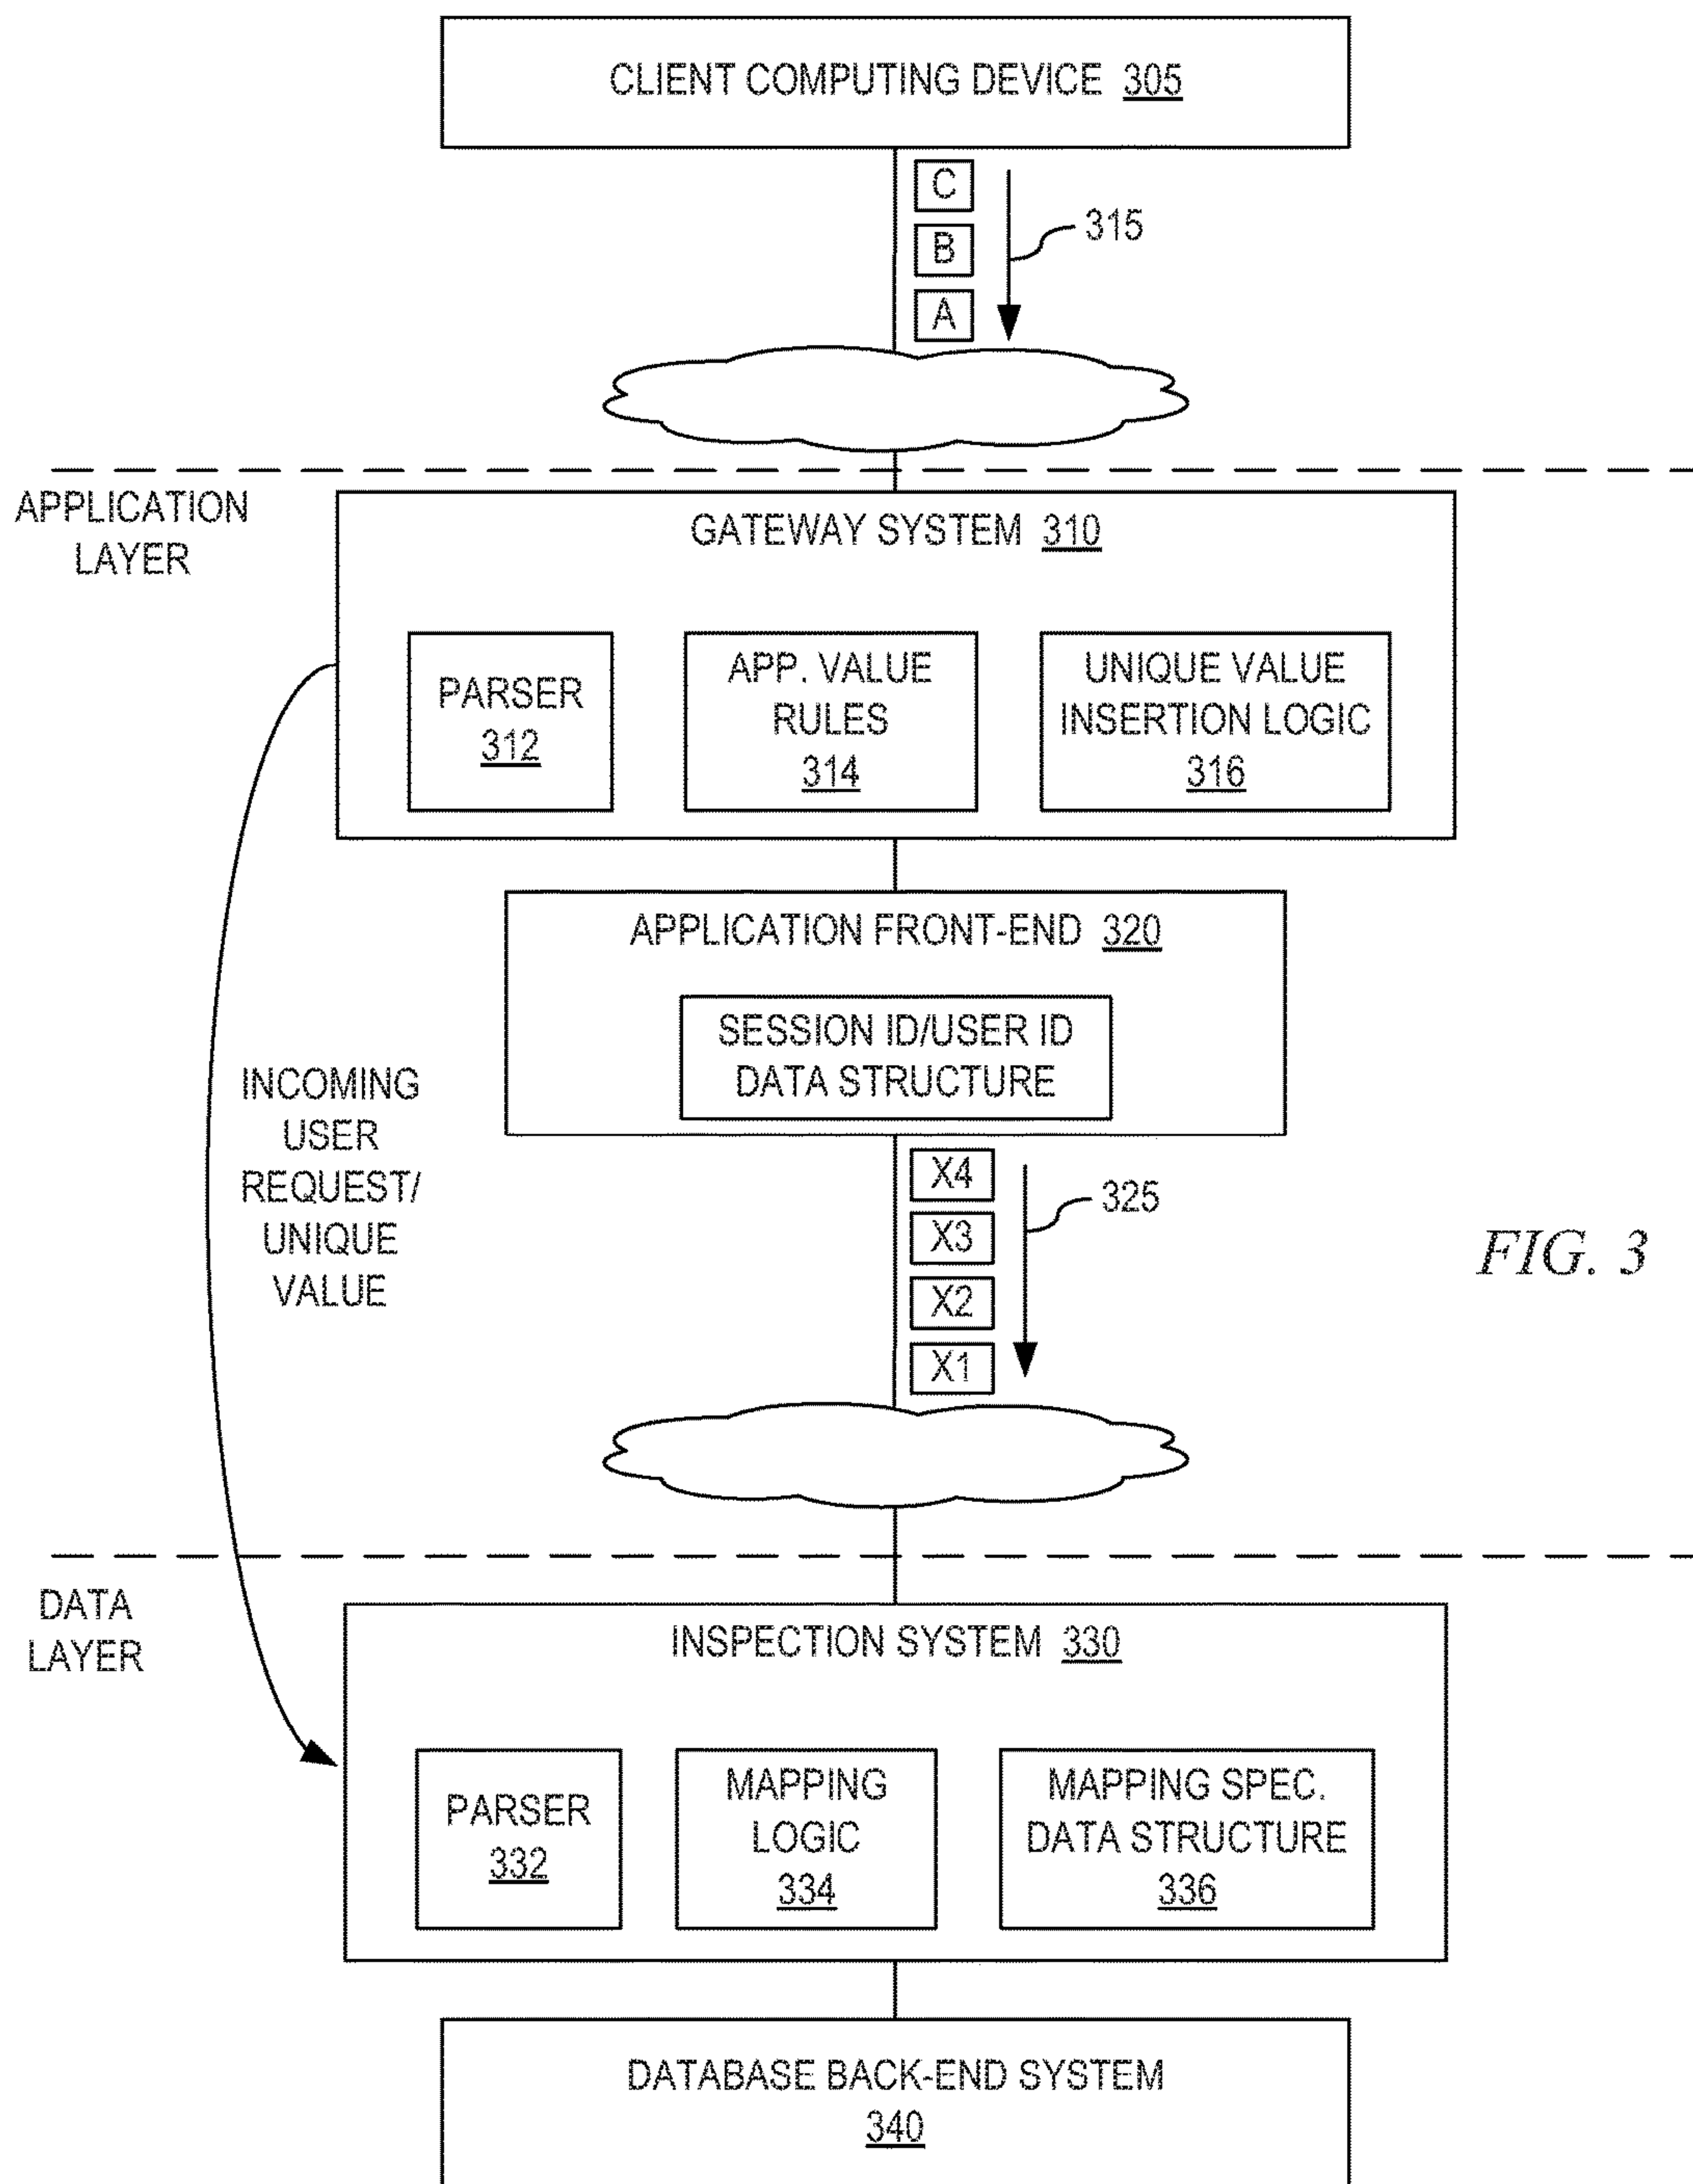 CLIENT COMPUTING DEVICE 305
C
B
A
315
APPLICATION
LAYER
GATEWAY SYSTEM 310
PARSER
312
APP. VALUE
RULES
314
UNIQUE VALUE
INSERTION LOGIC
316
APPLICATION FRONT-END 320
SESSION ID/USER ID
DATA STRUCTURE
INCOMING
USER
REQUEST/
UNIQUE
VALUE
X4
X3
X2
X1
325
FIG. 3
DATA
LAYER
INSPECTION SYSTEM 330
PARSER
332
MAPPING
LOGIC
334
MAPPING SPEC.
DATA STRUCTURE
336
DATABASE BACK-END SYSTEM
340